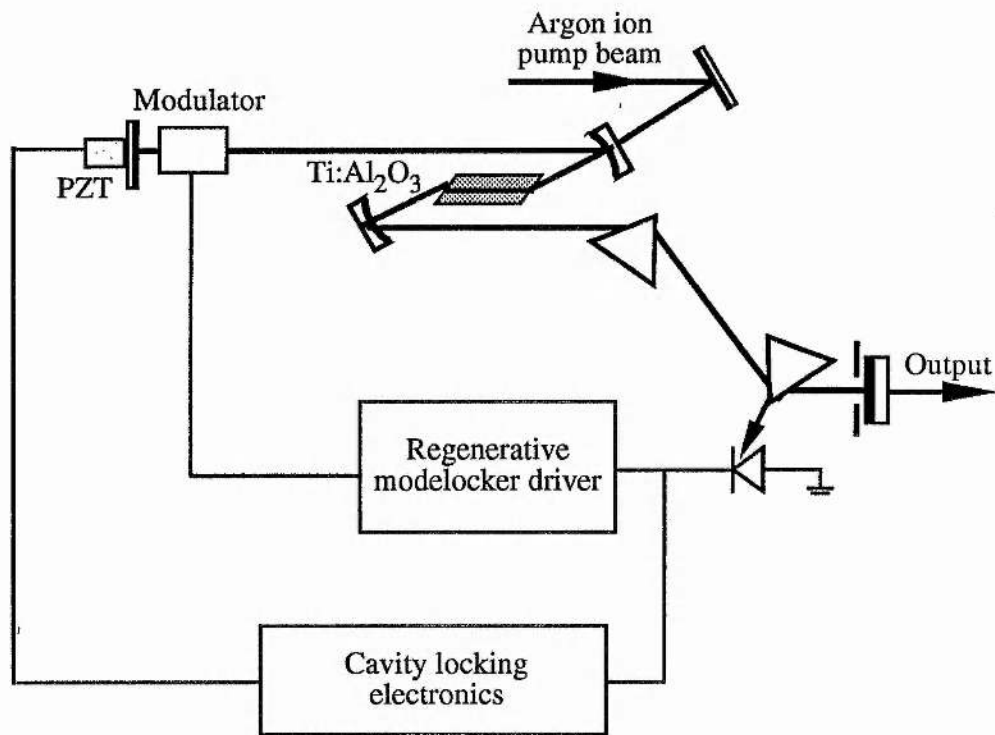 Argon ion
pump beam
Modulator
PZT
Ti:Al₂O₃
Output
Regenerative
modelocker driver
Cavity locking
electronics